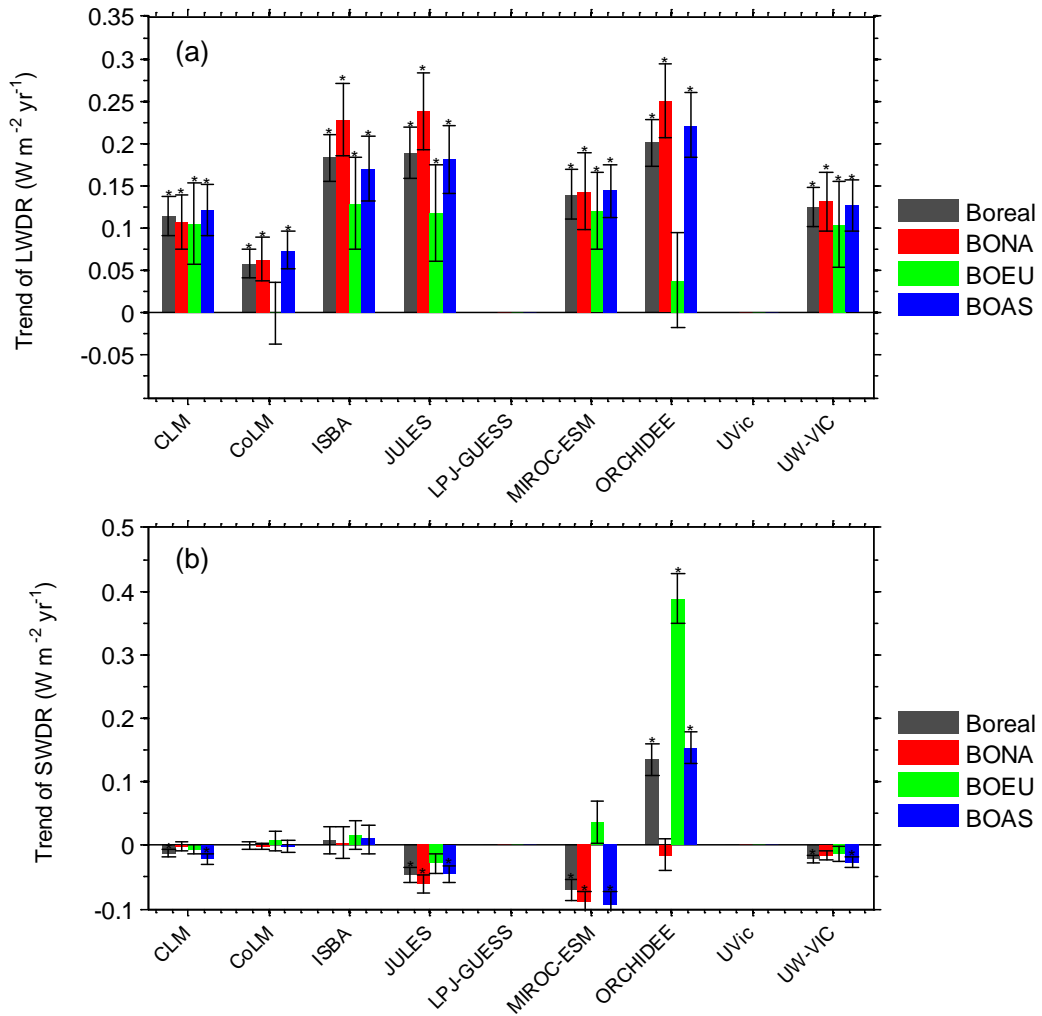 0.35
0.3
0.25
0.2
0.15
0.1
0.05
0
-0.05
Trend of LWDR (W m⁻² yr⁻¹)
(a)
* * * * * * * * * * * * * * * * * * * * * * * * * *
Boreal
BONA
BOEU
BOAS
CLM
CoLM
ISBA
JULES
LPJ-GUESS
MIROC-ESM
ORCHIDEE
UVic
UW-VIC
0.5
0.4
0.3
0.2
0.1
0
-0.1
Trend of SWDR (W m⁻² yr⁻¹)
(b)
* * * * * * * * * * * * *
Boreal
BONA
BOEU
BOAS
CLM
CoLM
ISBA
JULES
LPJ-GUESS
MIROC-ESM
ORCHIDEE
UVic
UW-VIC